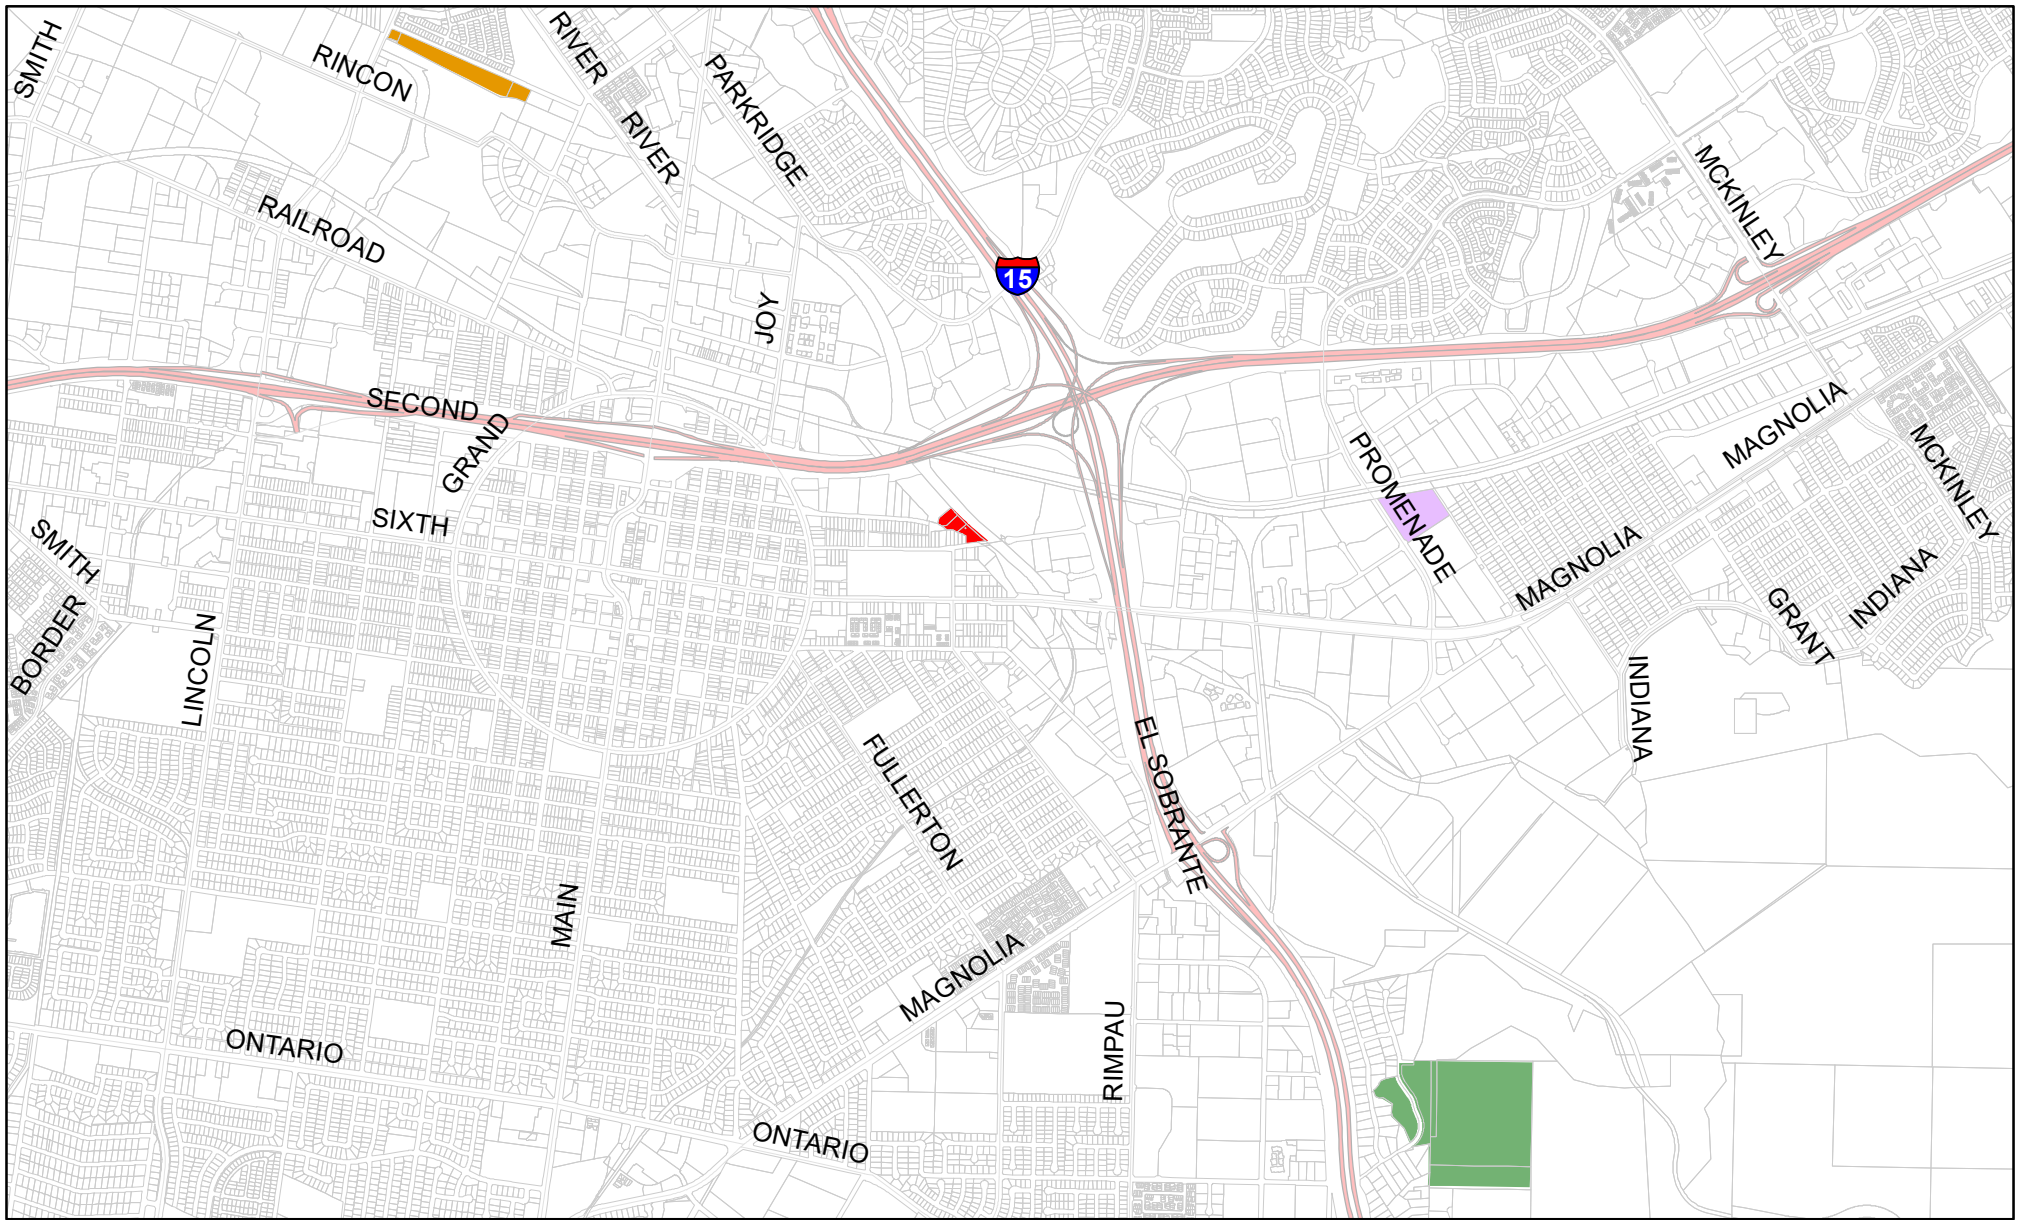 SMITH
RINCON
RIVER
RIVER
PARKRIDGE
MCKINLEY
RAILROAD
15
JOY
SECOND
GRAND
MAGNOLIA
MCKINLEY
PROMENADE
SIXTH
SMITH
BORDER
LINCOLN
MAGNOLIA
INDIANA
GRANT
INDIANA
EL SOBRANTE
FULLERTON
MAIN
MAGNOLIA
RIMPAU
ONTARIO
ONTARIO